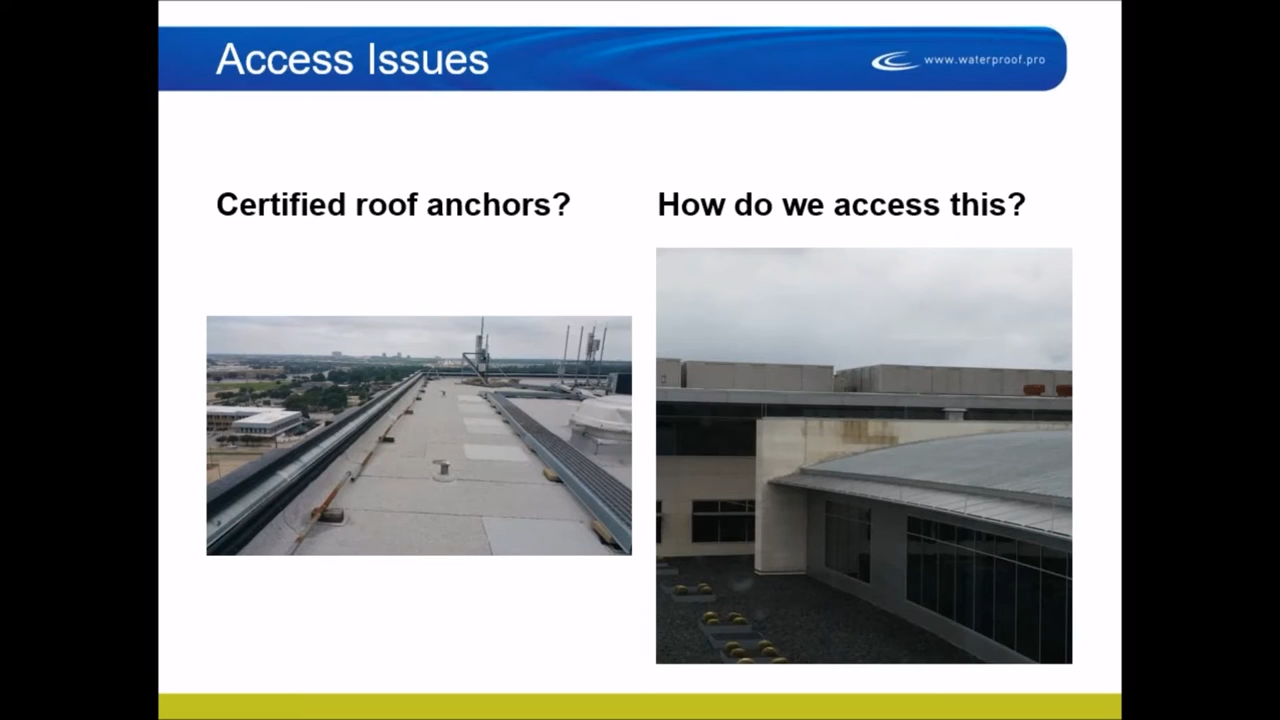 Access Issues
www.waterproof.pro
Certified roof anchors?
How do we access this?